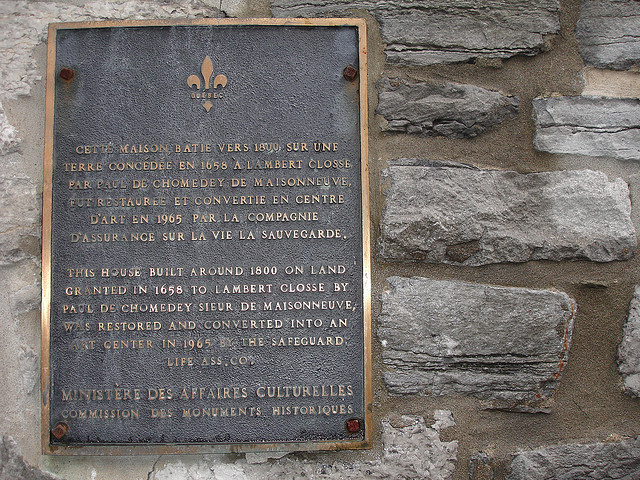 QUÉBEC
CETTE MAISON BATIE VERS 1800 SUR UNE
TERRE CONCÉDÉE EN 1658 A LAMBERT CLOSSE
PAR PAUL DE CHOMEDEY DE MAISONNEUVE,
FUT RESTAURÉE ET CONVERTIE EN CENTRE
D'ART EN 1965 PAR LA COMPAGNIE
D'ASSURANCE SUR LA VIE LA SAUVEGARDE.
THIS HOUSE BUILT AROUND 1800 ON LAND
GRANTED IN 1658 TO LAMBERT CLOSSE BY
PAUL DE CHOMEDEY SIEUR DE MAISONNEUVE,
WAS RESTORED AND CONVERTED INTO AN
ART CENTER IN 1965 BY THE SAFEGUARD
LIFE ASS. CO.
MINISTÈRE DES AFFAIRES CULTURELLES
COMMISSION DES MONUMENTS HISTORIQUES